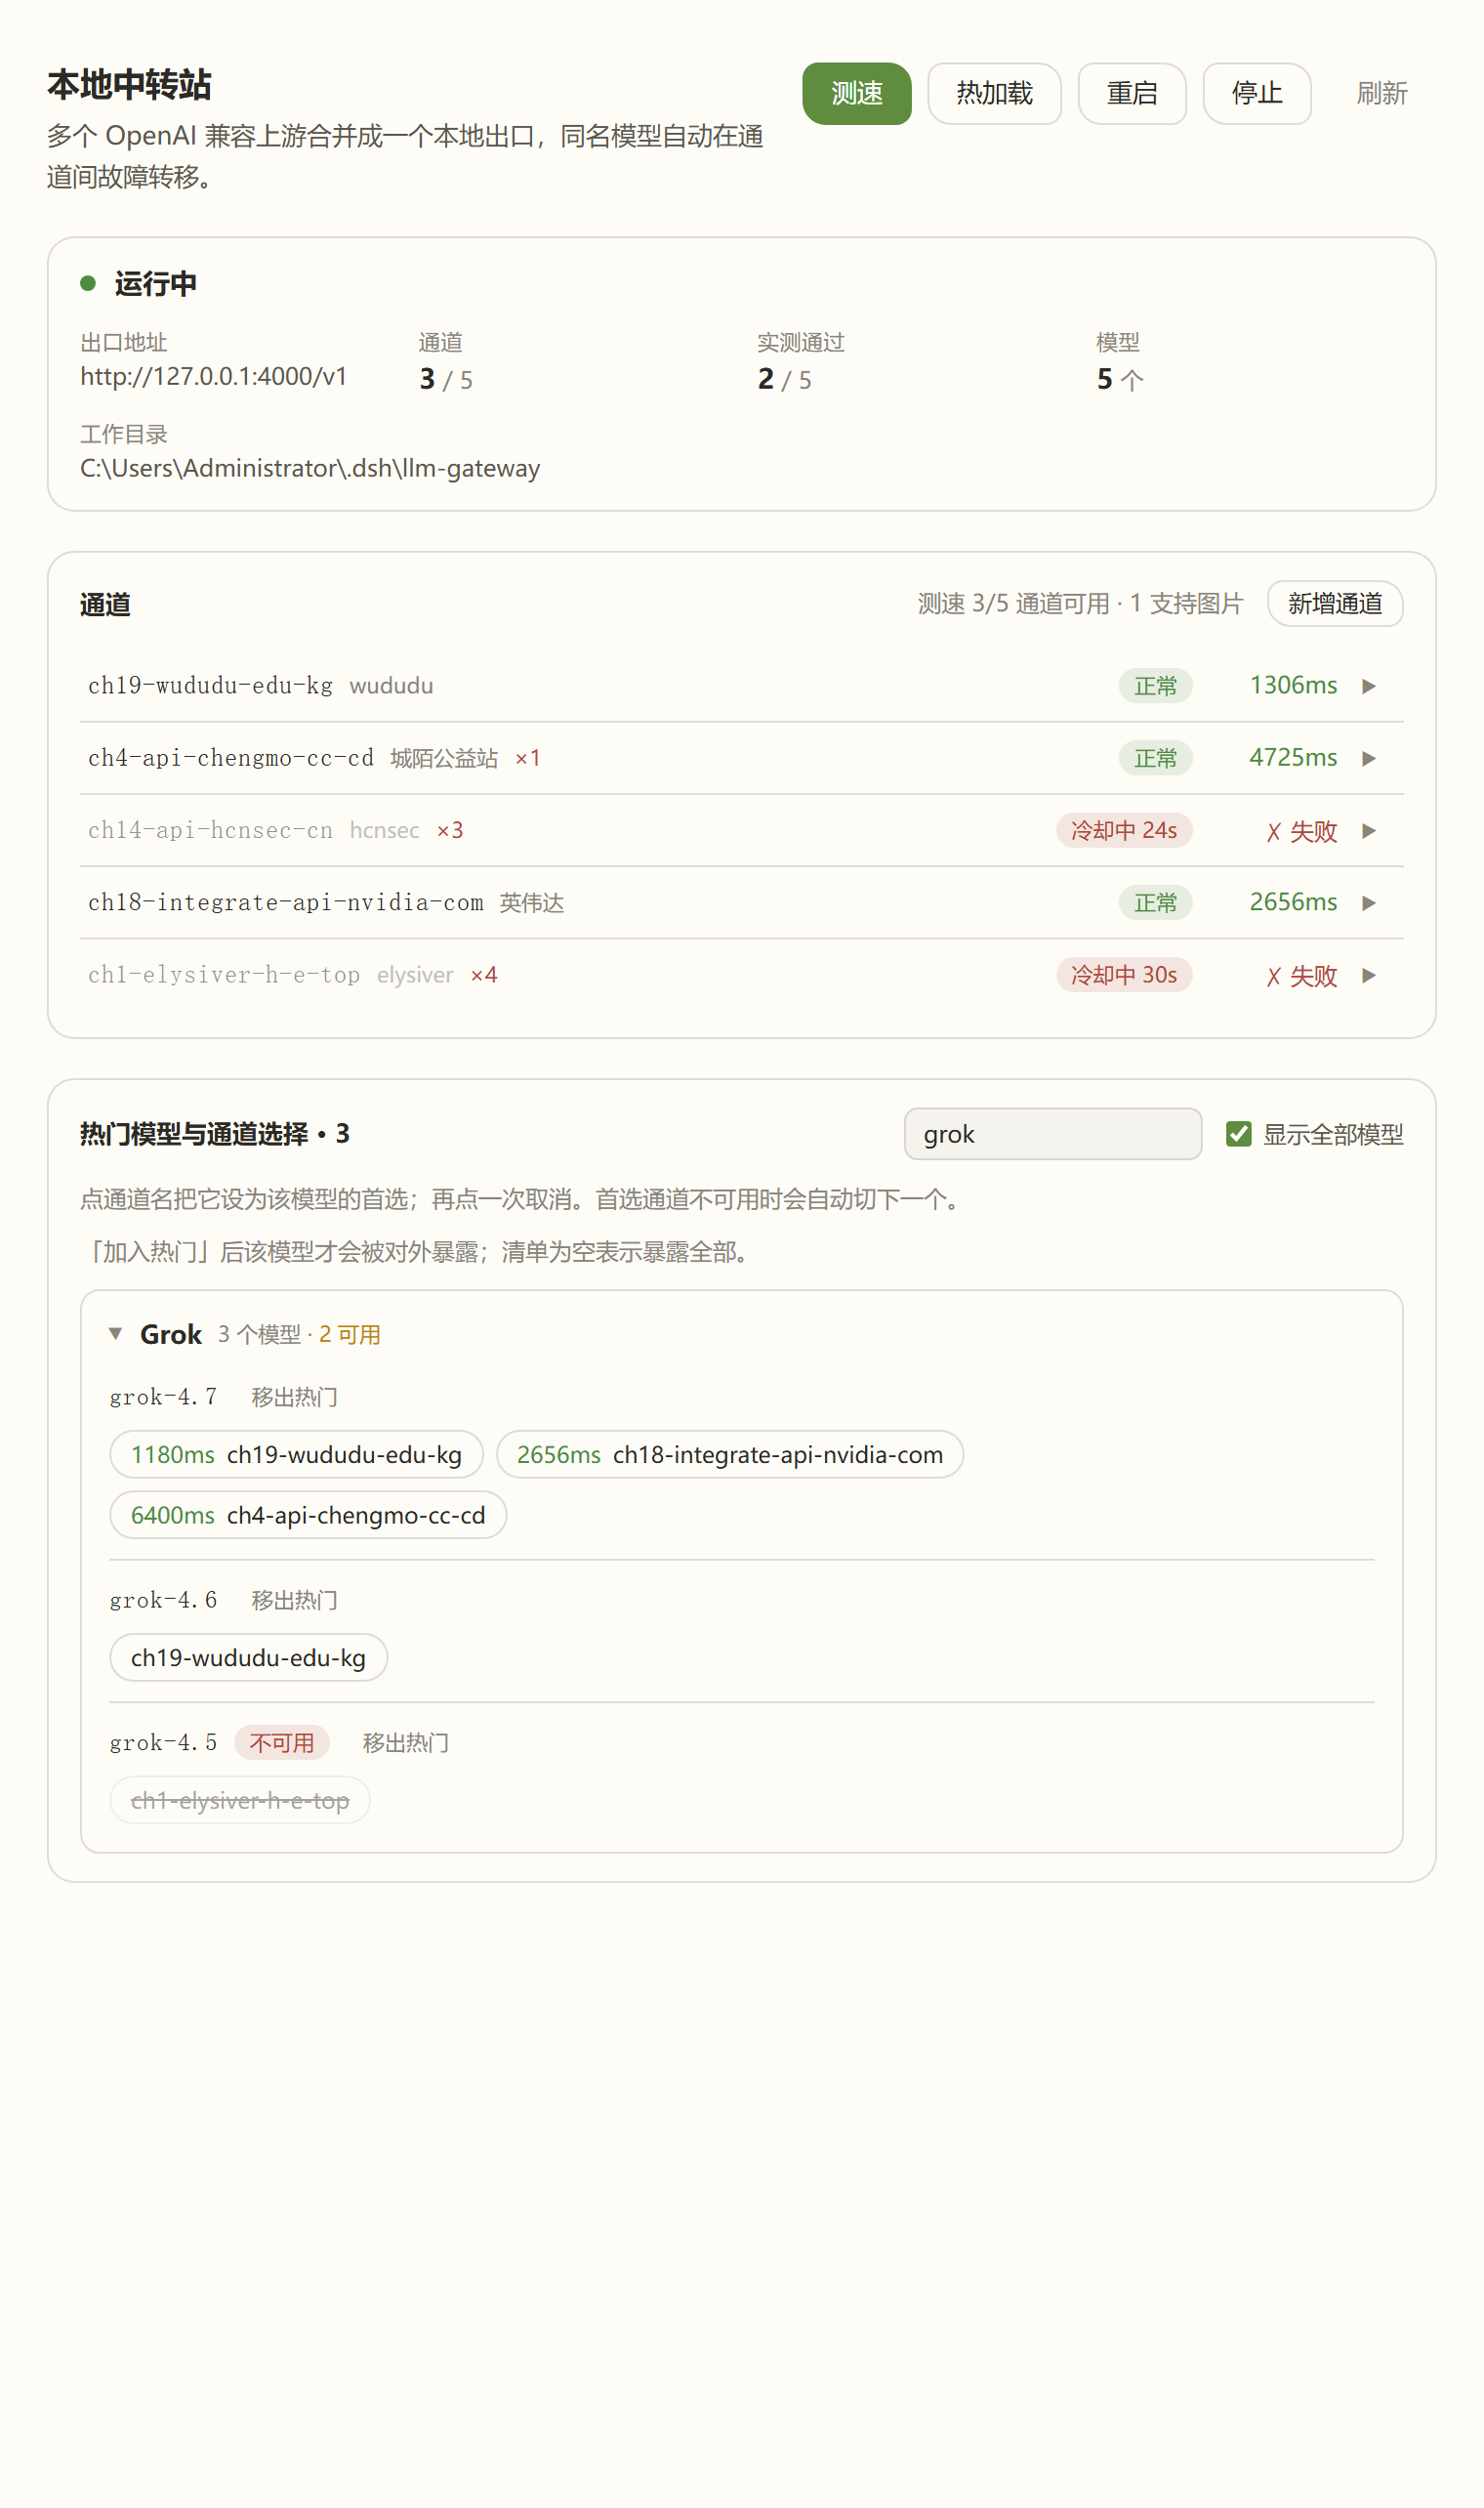 本地中转站
测速 热加载 重启 停止 刷新
多个 OpenAI 兼容上游合并成一个本地出口，同名模型自动在通
道间故障转移。
运行中
出口地址 通道 实测通过 模型
http://127.0.0.1:4000/v1 3 / 5 2 / 5 5 个
工作目录
C:\Users\Administrator\.dsh\llm-gateway
通道 测速 3/5 通道可用 · 1 支持图片 新增通道
ch19-wududu-edu-kg wududu 正常 1306ms ▶
ch4-api-chengmo-cc-cd 城陌公益站 ×1 正常 4725ms ▶
ch14-api-hcnsec-cn hcnsec ×3 冷却中 24s ✗ 失败 ▶
ch18-integrate-api-nvidia-com 英伟达 正常 2656ms ▶
ch1-elysiver-h-e-top elysiver ×4 冷却中 30s ✗ 失败 ▶
热门模型与通道选择 • 3 grok 显示全部模型
点通道名把它设为该模型的首选；再点一次取消。首选通道不可用时会自动切下一个。
「加入热门」后该模型才会被对外暴露；清单为空表示暴露全部。
▼ Grok 3 个模型 · 2 可用
grok-4.7 移出热门
1180ms ch19-wududu-edu-kg 2656ms ch18-integrate-api-nvidia-com
6400ms ch4-api-chengmo-cc-cd
grok-4.6 移出热门
ch19-wududu-edu-kg
grok-4.5 不可用 移出热门
ch1-elysiver-h-e-top